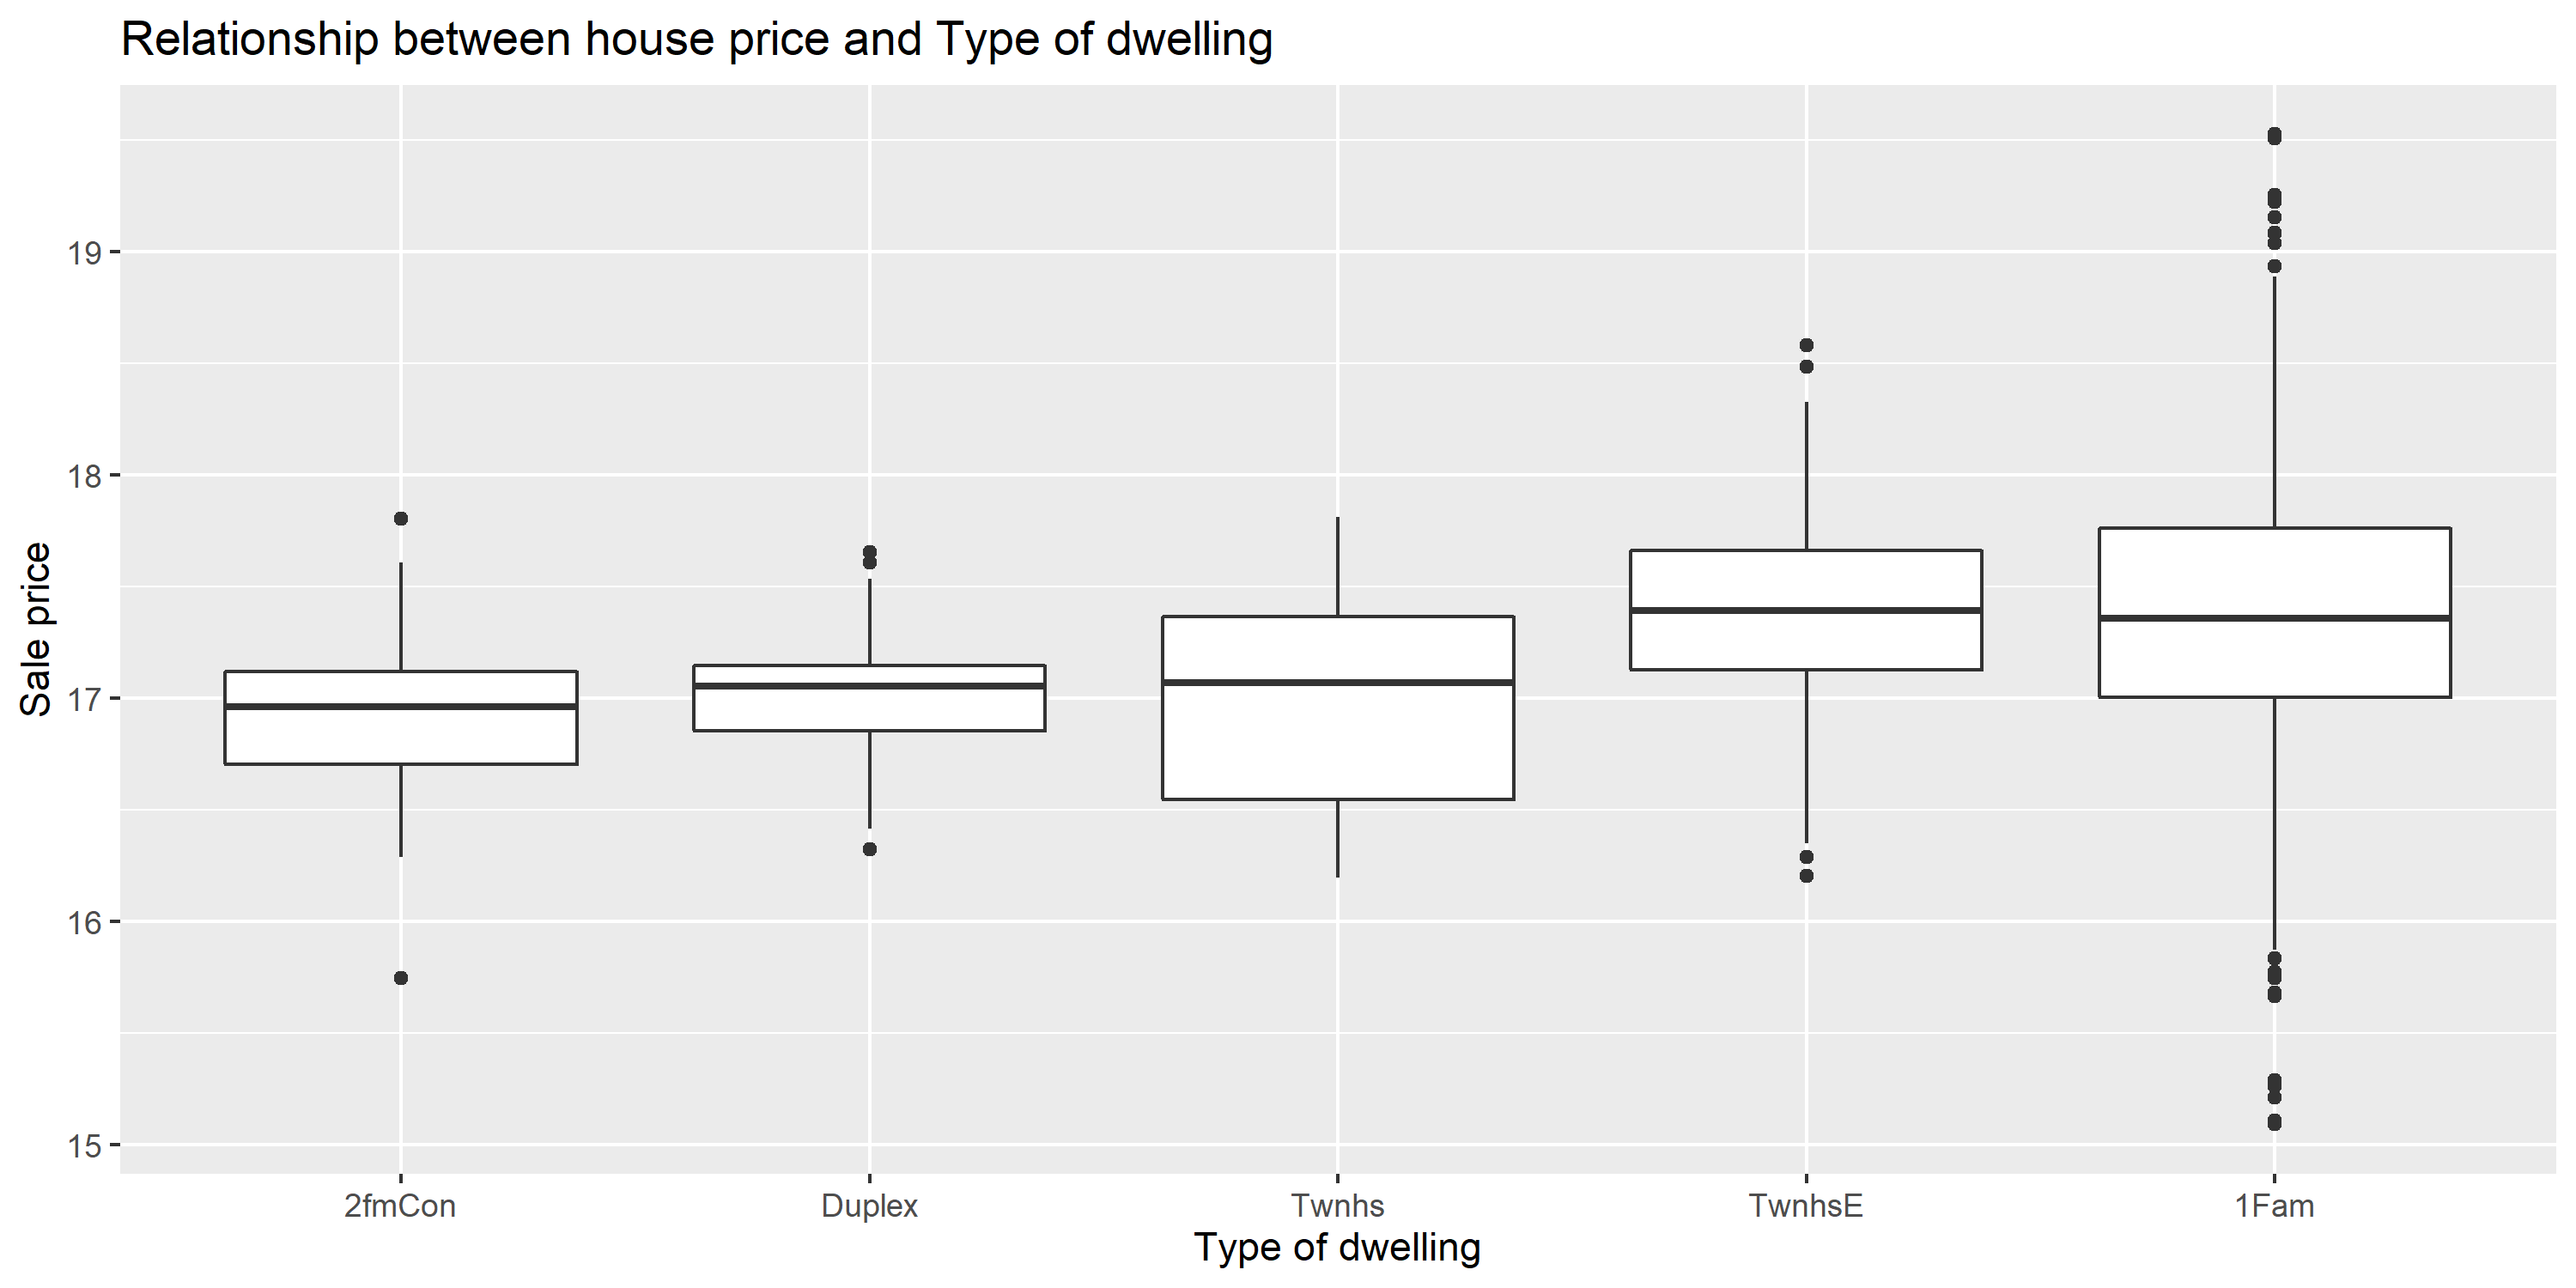 Relationship between house price and Type of dwelling
Sale price
19
18
17
16
15
2fmCon Duplex Twnhs TwnhsE 1Fam
Type of dwelling